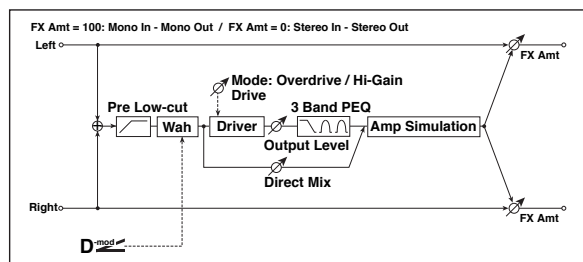 FX Amt = 100: Mono In - Mono Out / FX Amt = 0: Stereo In - Stereo Out
Left
FX Amt
Mode: Overdrive / Hi-Gain
Drive
Pre Low-cut
3 Band PEQ
Wah
Driver
Amp Simulation
Output Level
Direct Mix
Right
FX Amt
D-mod